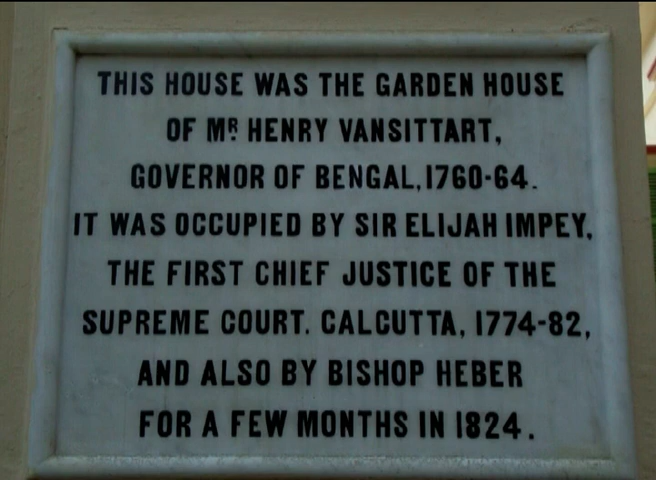 THIS HOUSE WAS THE GARDEN HOUSE
OF MR. HENRY VANSITTART,
GOVERNOR OF BENGAL, 1760-64.
IT WAS OCCUPIED BY SIR ELIJAH IMPEY,
THE FIRST CHIEF JUSTICE OF THE
SUPREME COURT. CALCUTTA, 1774-82,
AND ALSO BY BISHOP HEBER
FOR A FEW MONTHS IN 1824.